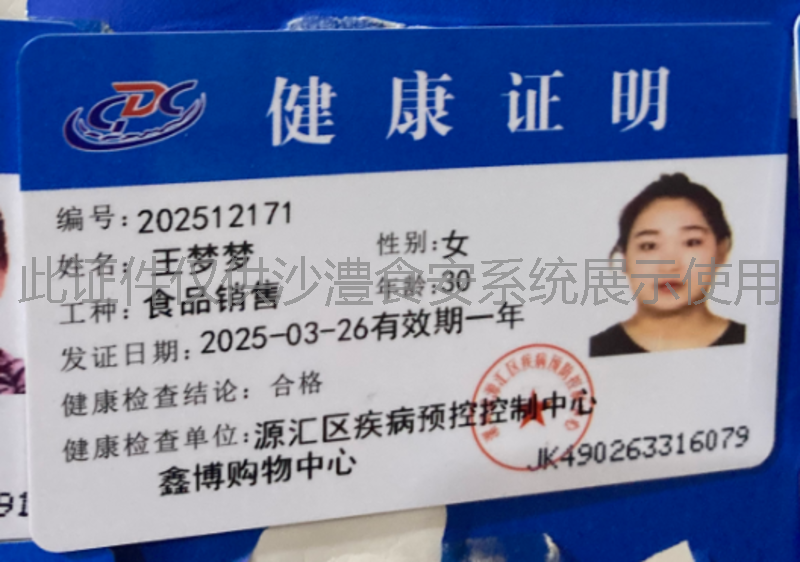 CDC
健康证明
编号：202512171
姓名：王梦梦 性别：女
此证件仅供沙澧食安系统展示使用
工种：食品销售 年龄：30
发证日期：2025-03-26有效期一年
健康检查结论：合格
健康检查单位：源汇区疾病预控控制中心
鑫博购物中心
JK490263316079